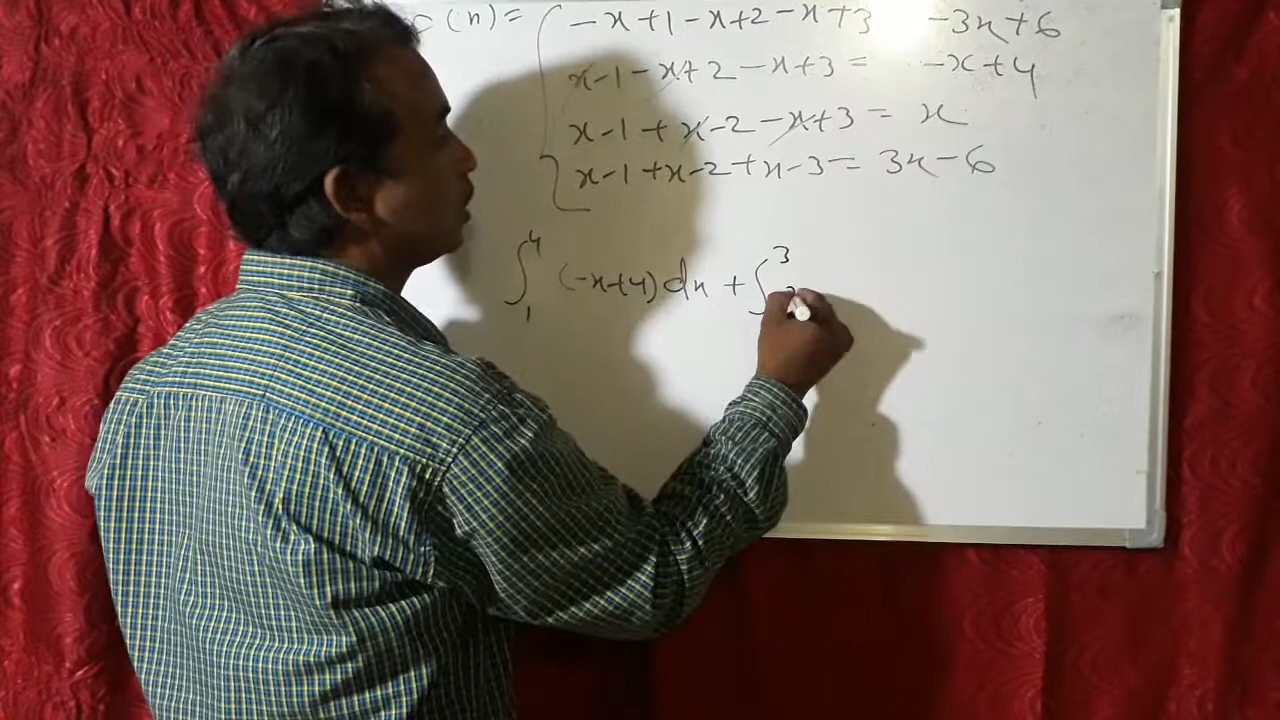 (x) = { -x+1-x+2-x+3 -3x+6
x-1-x+2-x+3 = -x+4
x-1+x-2-x+3 = x
x-1+x-2+x-3 = 3x-6
∫₁⁴ (-x+4) dx + ∫₂³